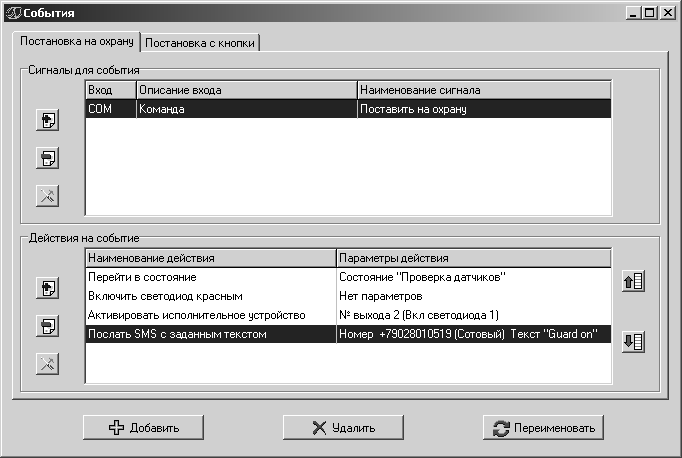 События
Постановка на охрану Постановка с кнопки
Сигналы для события
Вход Описание входа Наименование сигнала
COM Команда Поставить на охрану
Действия на событие
Наименование действия Параметры действия
Перейти в состояние Состояние "Проверка датчиков"
Включить светодиод красным Нет параметров
Активировать исполнительное устройство № выхода 2 (Вкл светодиода 1)
Послать SMS с заданным текстом Номер +79028010519 (Сотовый) Текст "Guard on"
Добавить Удалить Переименовать